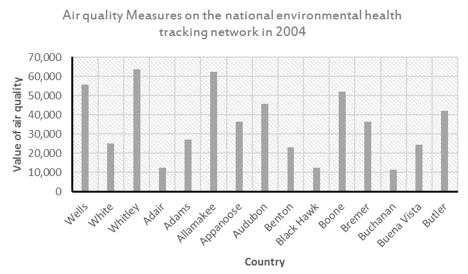 Air quality Measures on the national environmental health
tracking network in 2004
Value of air quality
70,000
60,000
50,000
40,000
30,000
20,000
10,000
0
Wells
White
Whitley
Adair
Adams
Allamakee
Appanoose
Audubon
Benton
Black Hawk
Boone
Bremer
Buchanan
Buena Vista
Butler
Country